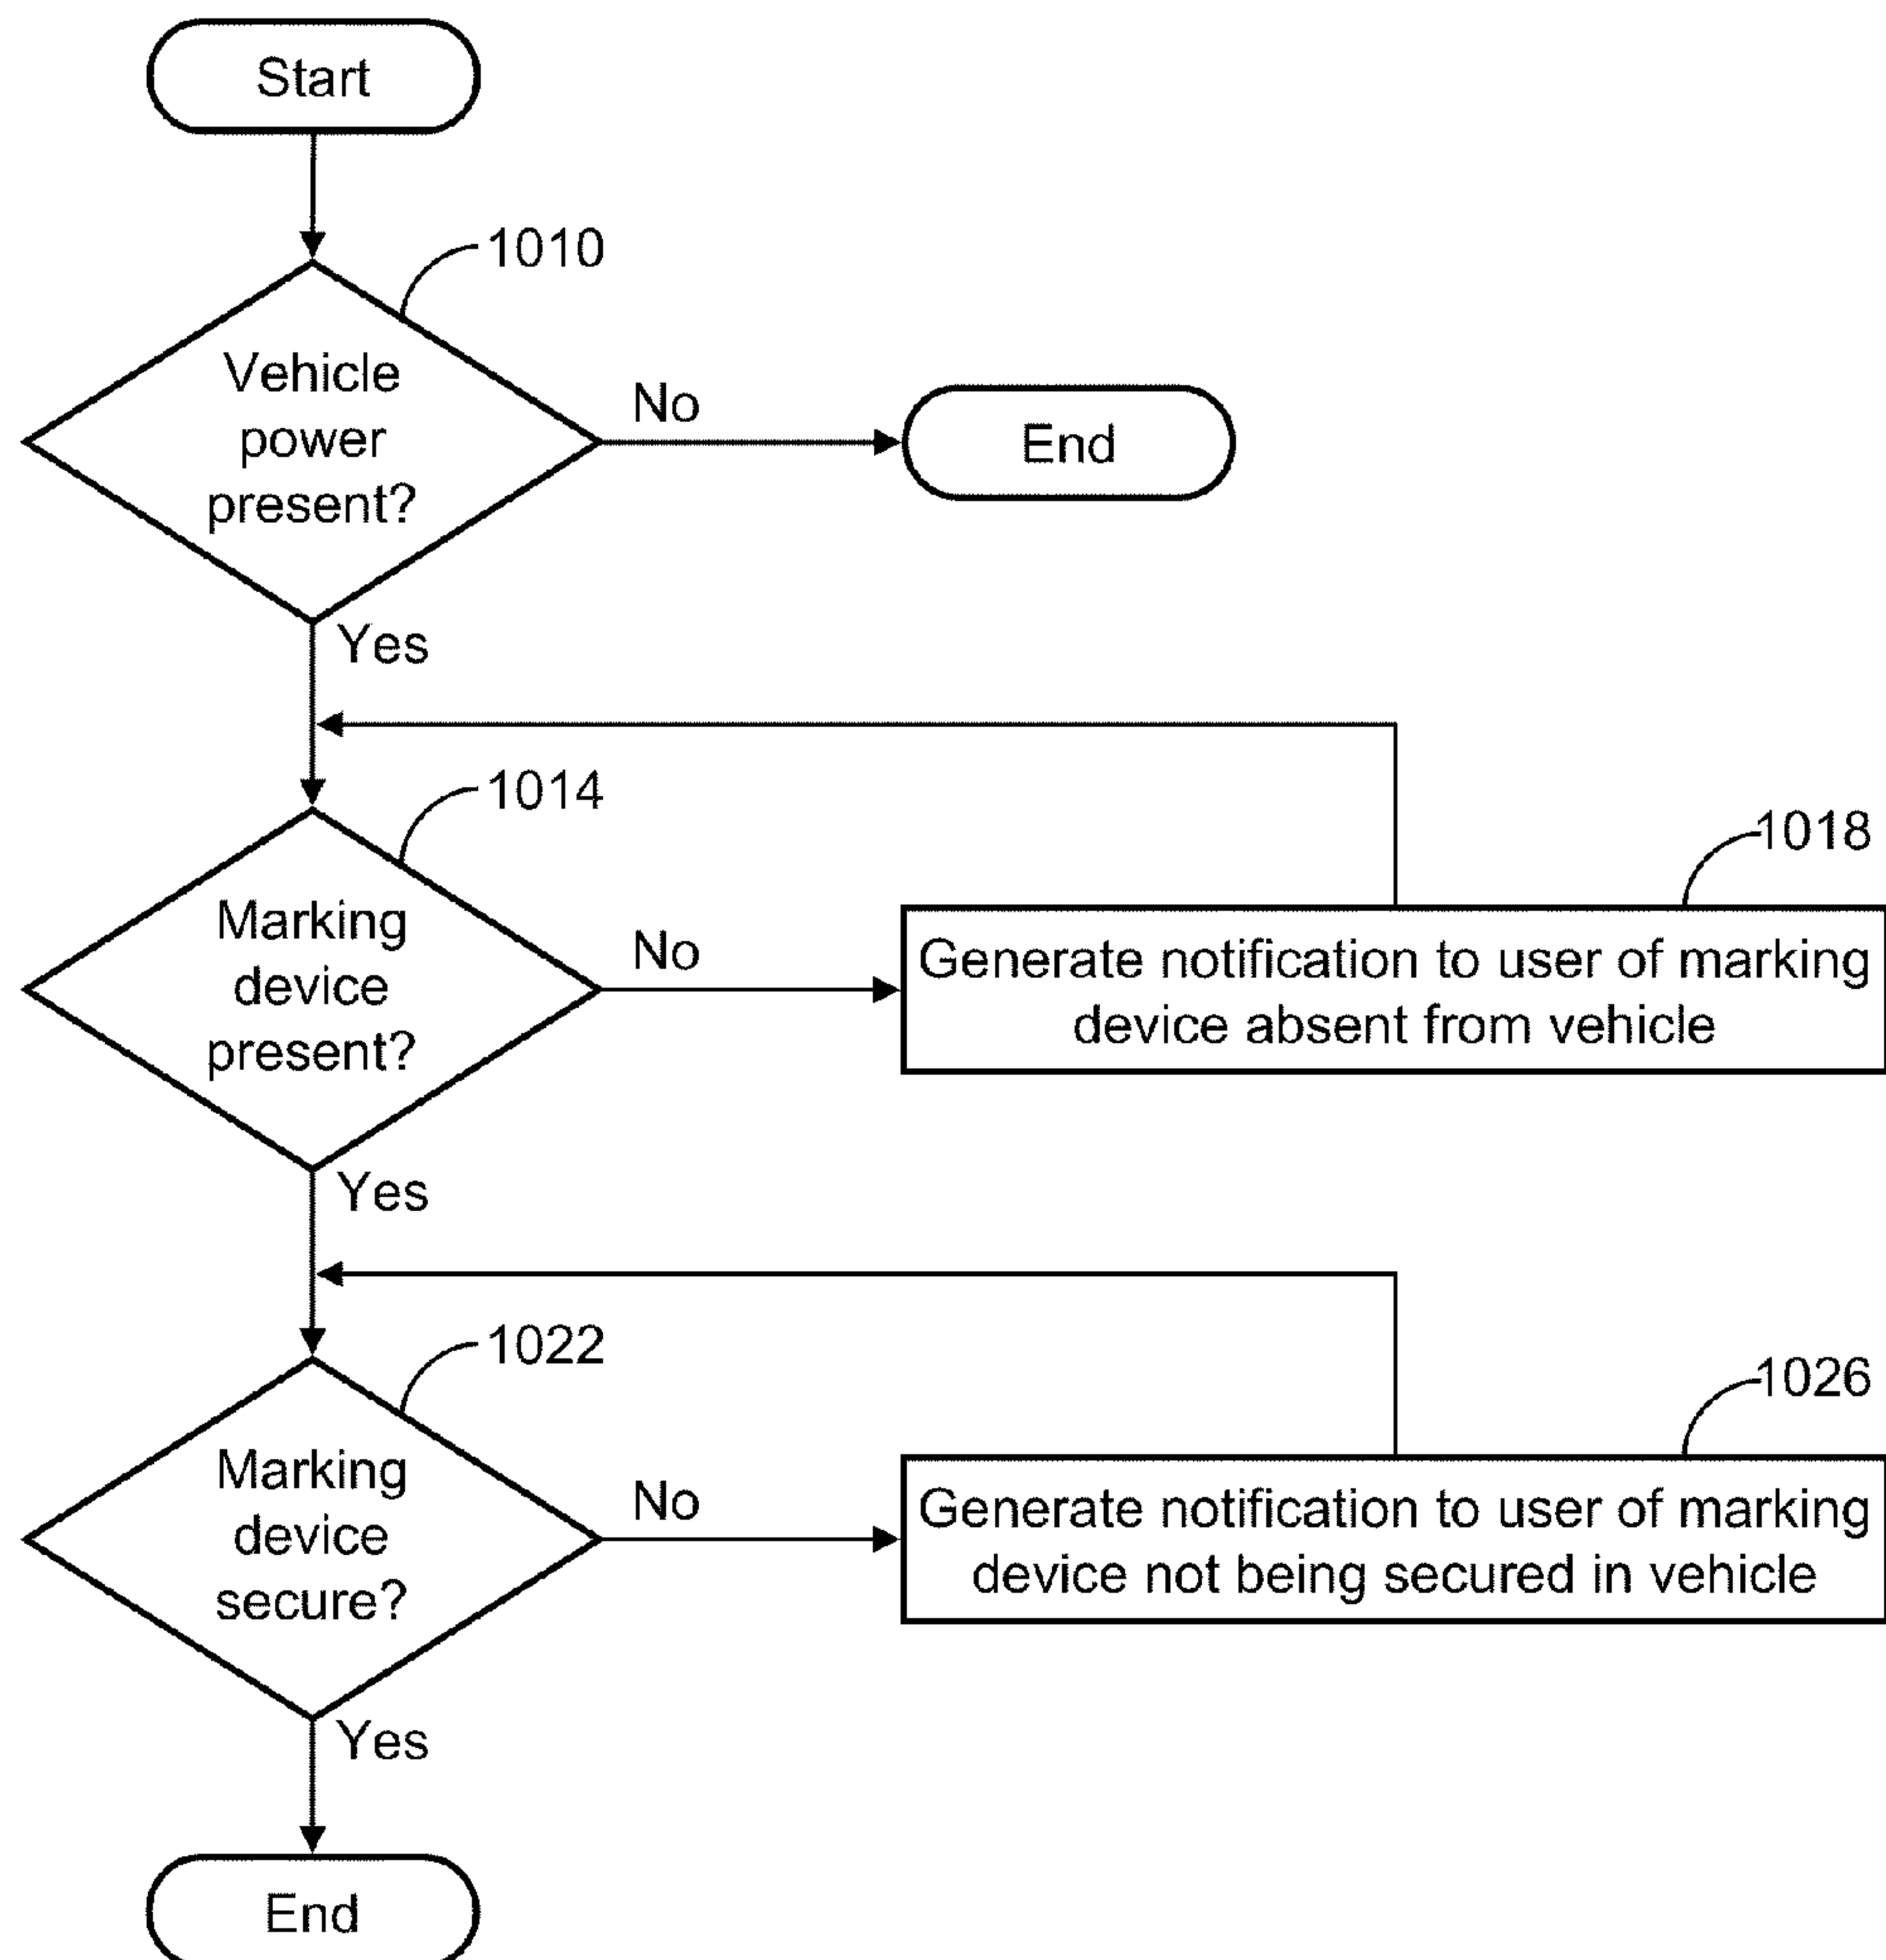 Start
1010
Vehicle
power
present?
No
End
Yes
1014
Marking
device
present?
No
1018
Generate notification to user of marking
device absent from vehicle
Yes
1022
Marking
device
secure?
No
1026
Generate notification to user of marking
device not being secured in vehicle
Yes
End